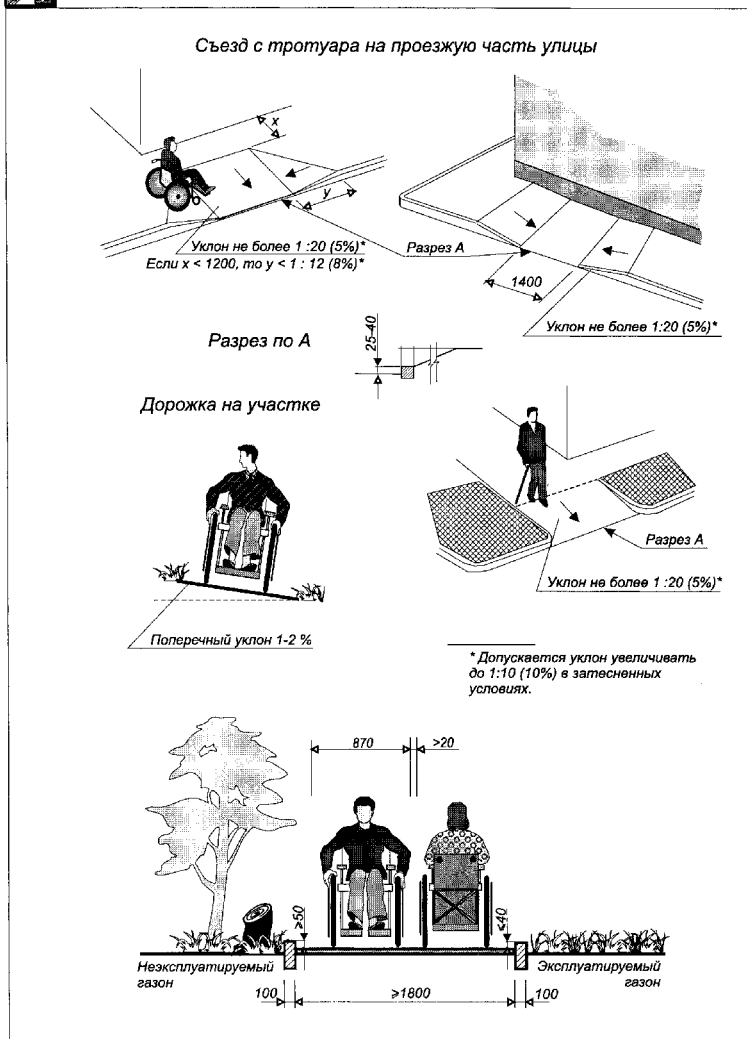 Съезд с тротуара на проезжую часть улицы
x
y
Уклон не более 1 :20 (5%)*
Если x < 1200, то y < 1 : 12 (8%)*
Разрез А
1400
Уклон не более 1:20 (5%)*
Разрез по А
25-40
Дорожка на участке
Разрез А
Уклон не более 1 :20 (5%)*
Поперечный уклон 1-2 %
* Допускается уклон увеличивать
до 1:10 (10%) в затесненных
условиях.
870
>20
≥50
≤40
Неэксплуатируемый
газон
Эксплуатируемый
газон
100
≥1800
100